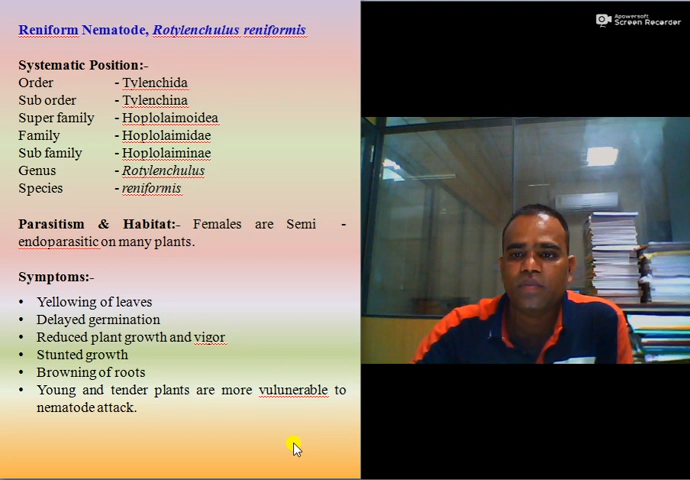 Reniform Nematode, Rotylenchulus reniformis
Systematic Position:-
Order - Tvlenchida
Sub order - Tvlenchina
Super family - Hoplolaimoidea
Family - Hoplolaimidae
Sub family - Hoplolaiminae
Genus - Rotylenchulus
Species - reniformis
Parasitism & Habitat:- Females are Semi -
endoparasitic on many plants.
Symptoms:-
• Yellowing of leaves
• Delayed germination
• Reduced plant growth and vigor
• Stunted growth
• Browning of roots
• Young and tender plants are more vulunerable to
nematode attack.
Apowersoft
Screen Recorder